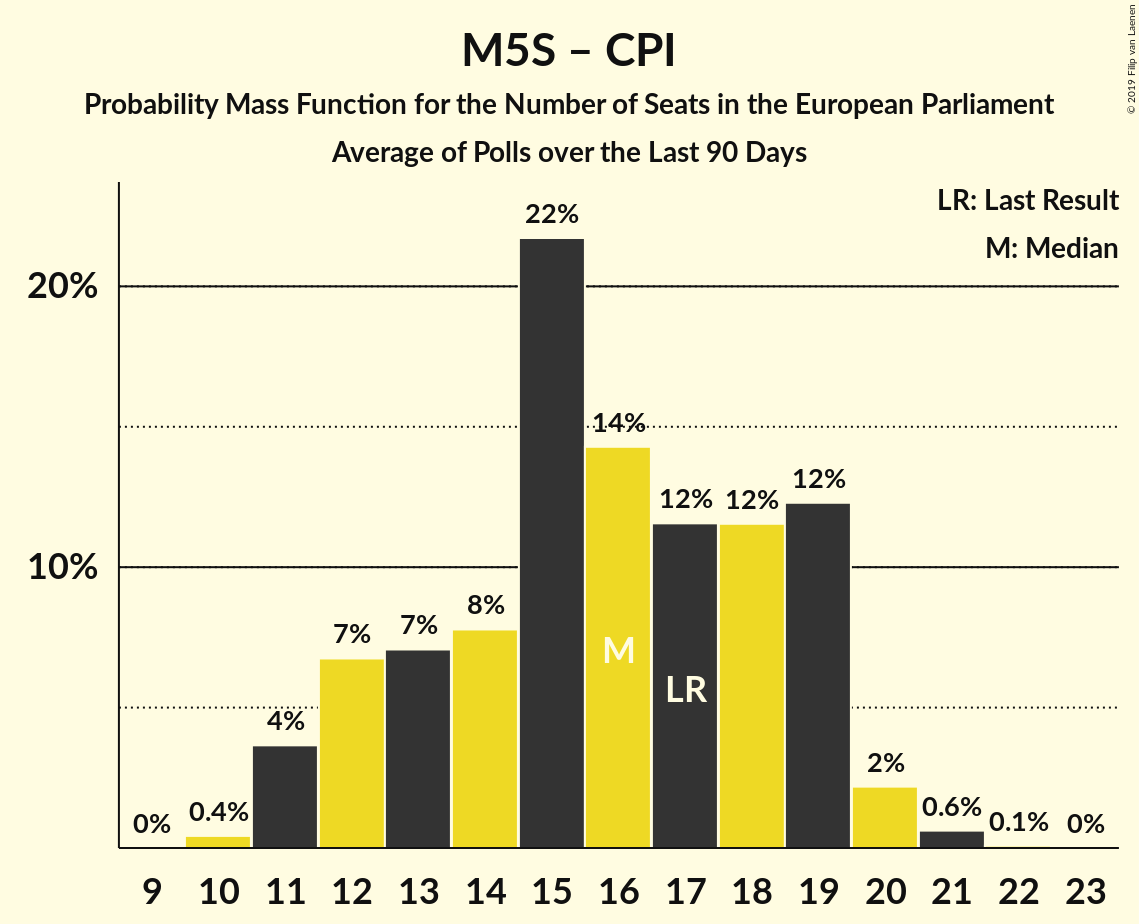 M5S – CPI
Probability Mass Function for the Number of Seats in the European Parliament
Average of Polls over the Last 90 Days
© 2019 Filip van Laenen
LR: Last Result
M: Median
20%
10%
0%
0.4%
4%
7%
7%
8%
22%
14%
12%
12%
12%
2%
0.6%
0.1%
0%
M
LR
9 10 11 12 13 14 15 16 17 18 19 20 21 22 23